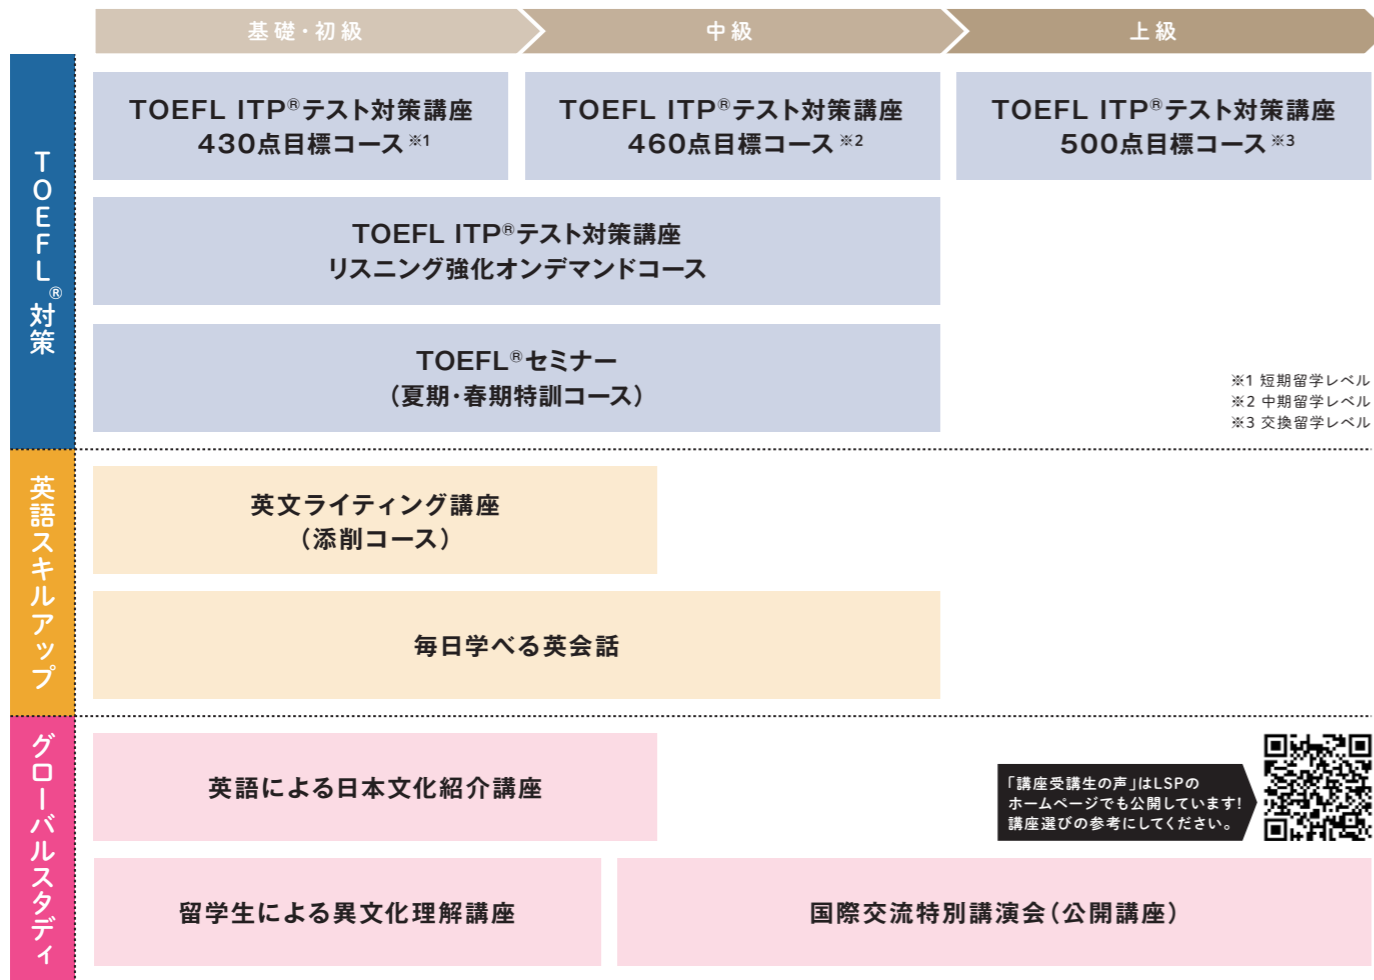 基礎・初級
中級
上級
TOEFL®対策
TOEFL ITP®テスト対策講座
430点目標コース※1
TOEFL ITP®テスト対策講座
460点目標コース※2
TOEFL ITP®テスト対策講座
500点目標コース※3
TOEFL ITP®テスト対策講座
リスニング強化オンデマンドコース
TOEFL®セミナー
(夏期・春期特訓コース)
※1 短期留学レベル
※2 中期留学レベル
※3 交換留学レベル
英語スキルアップ
英文ライティング講座
(添削コース)
毎日学べる英会話
グローバルスタディ
英語による日本文化紹介講座
「講座受講生の声」はLSPの
ホームページでも公開しています!
講座選びの参考にしてください。
留学生による異文化理解講座
国際交流特別講演会(公開講座)